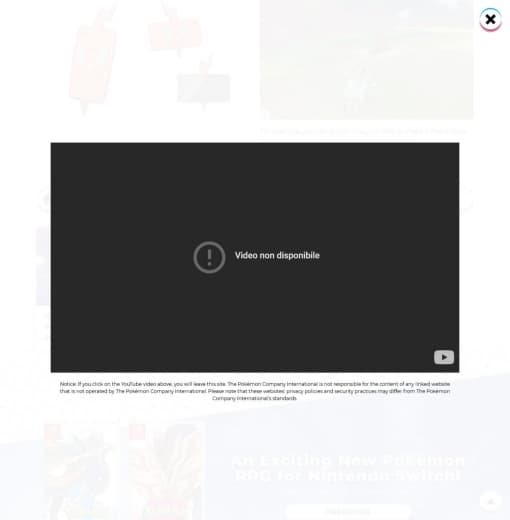 Video non disponibile
Notice: If you click on the YouTube video above, you will leave this site. The Pokémon Company International is not responsible for the content of any linked website
that is not operated by The Pokémon Company International. Please note that these websites' privacy policies and security practices may differ from The Pokémon
Company International's standards.
An Exciting New Pokémon
RPG for Nintendo Switch!